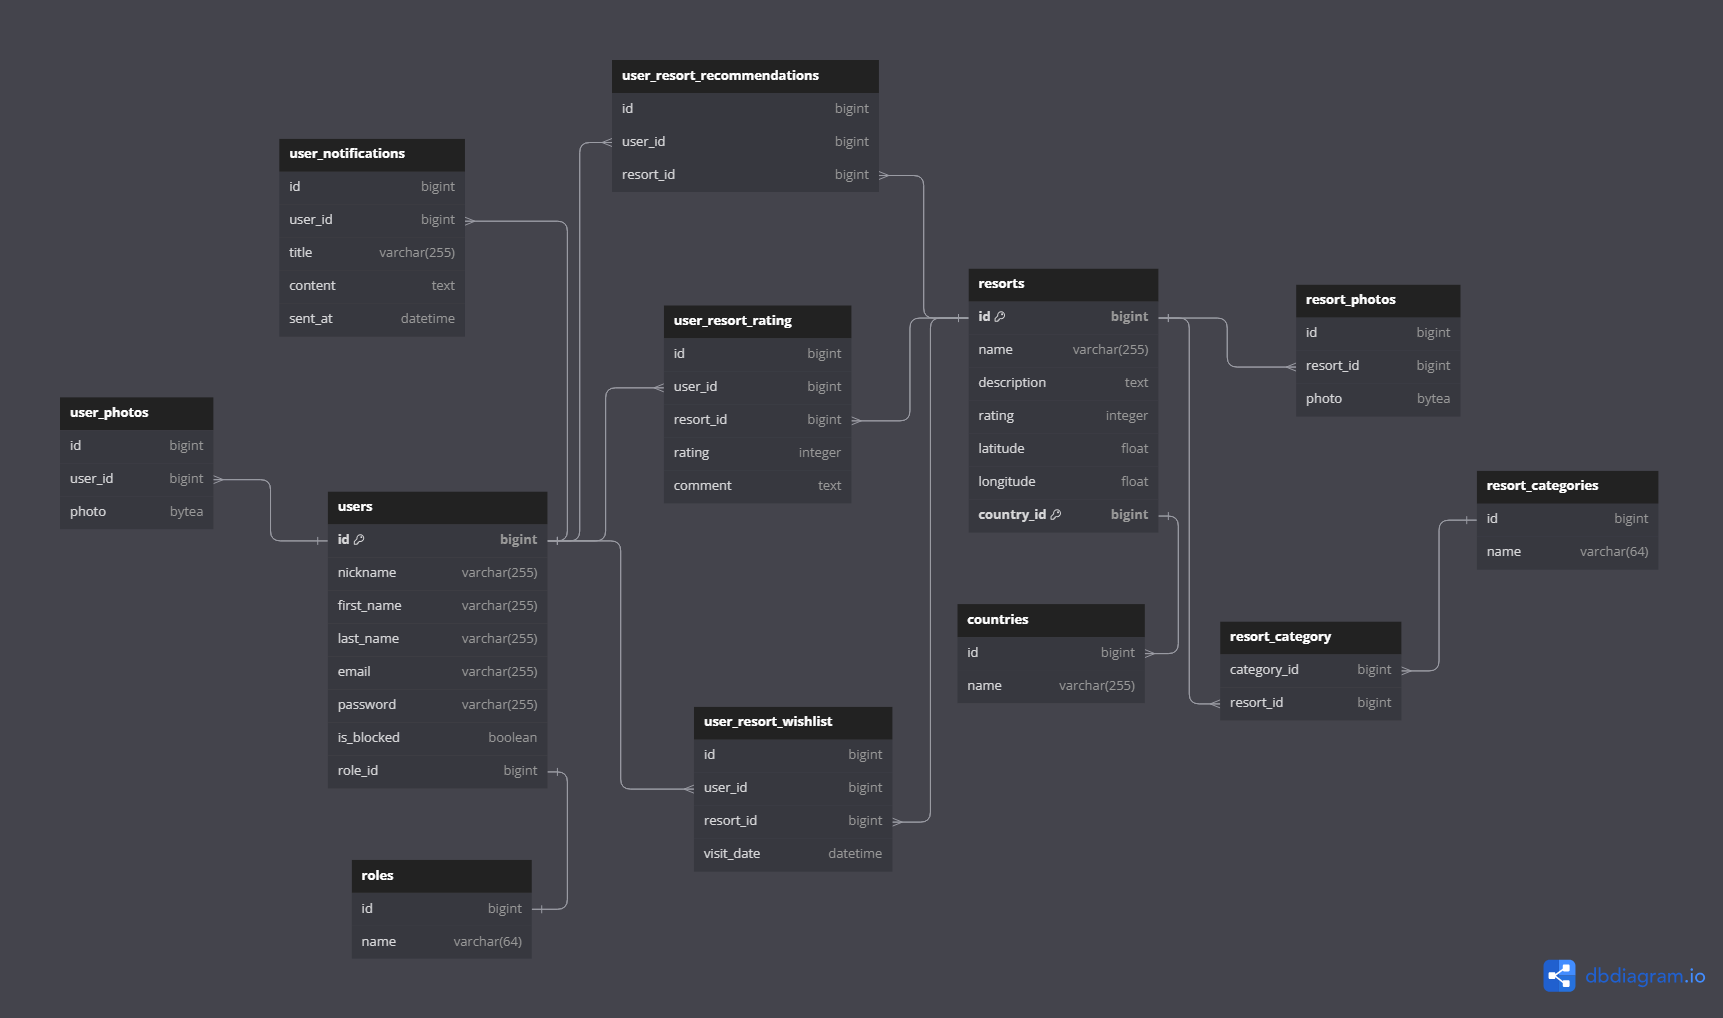 user_resort_recommendations
id bigint
user_id bigint
resort_id bigint
user_notifications
id bigint
user_id bigint
title varchar(255)
content text
sent_at datetime
resorts
id bigint
name varchar(255)
description text
rating integer
latitude float
longitude float
country_id bigint
resort_photos
id bigint
resort_id bigint
photo bytea
user_resort_rating
id bigint
user_id bigint
resort_id bigint
rating integer
comment text
user_photos
id bigint
user_id bigint
photo bytea
users
id bigint
nickname varchar(255)
first_name varchar(255)
last_name varchar(255)
email varchar(255)
password varchar(255)
is_blocked boolean
role_id bigint
resort_categories
id bigint
name varchar(64)
countries
id bigint
name varchar(255)
resort_category
category_id bigint
resort_id bigint
user_resort_wishlist
id bigint
user_id bigint
resort_id bigint
visit_date datetime
roles
id bigint
name varchar(64)
dbdiagram.io